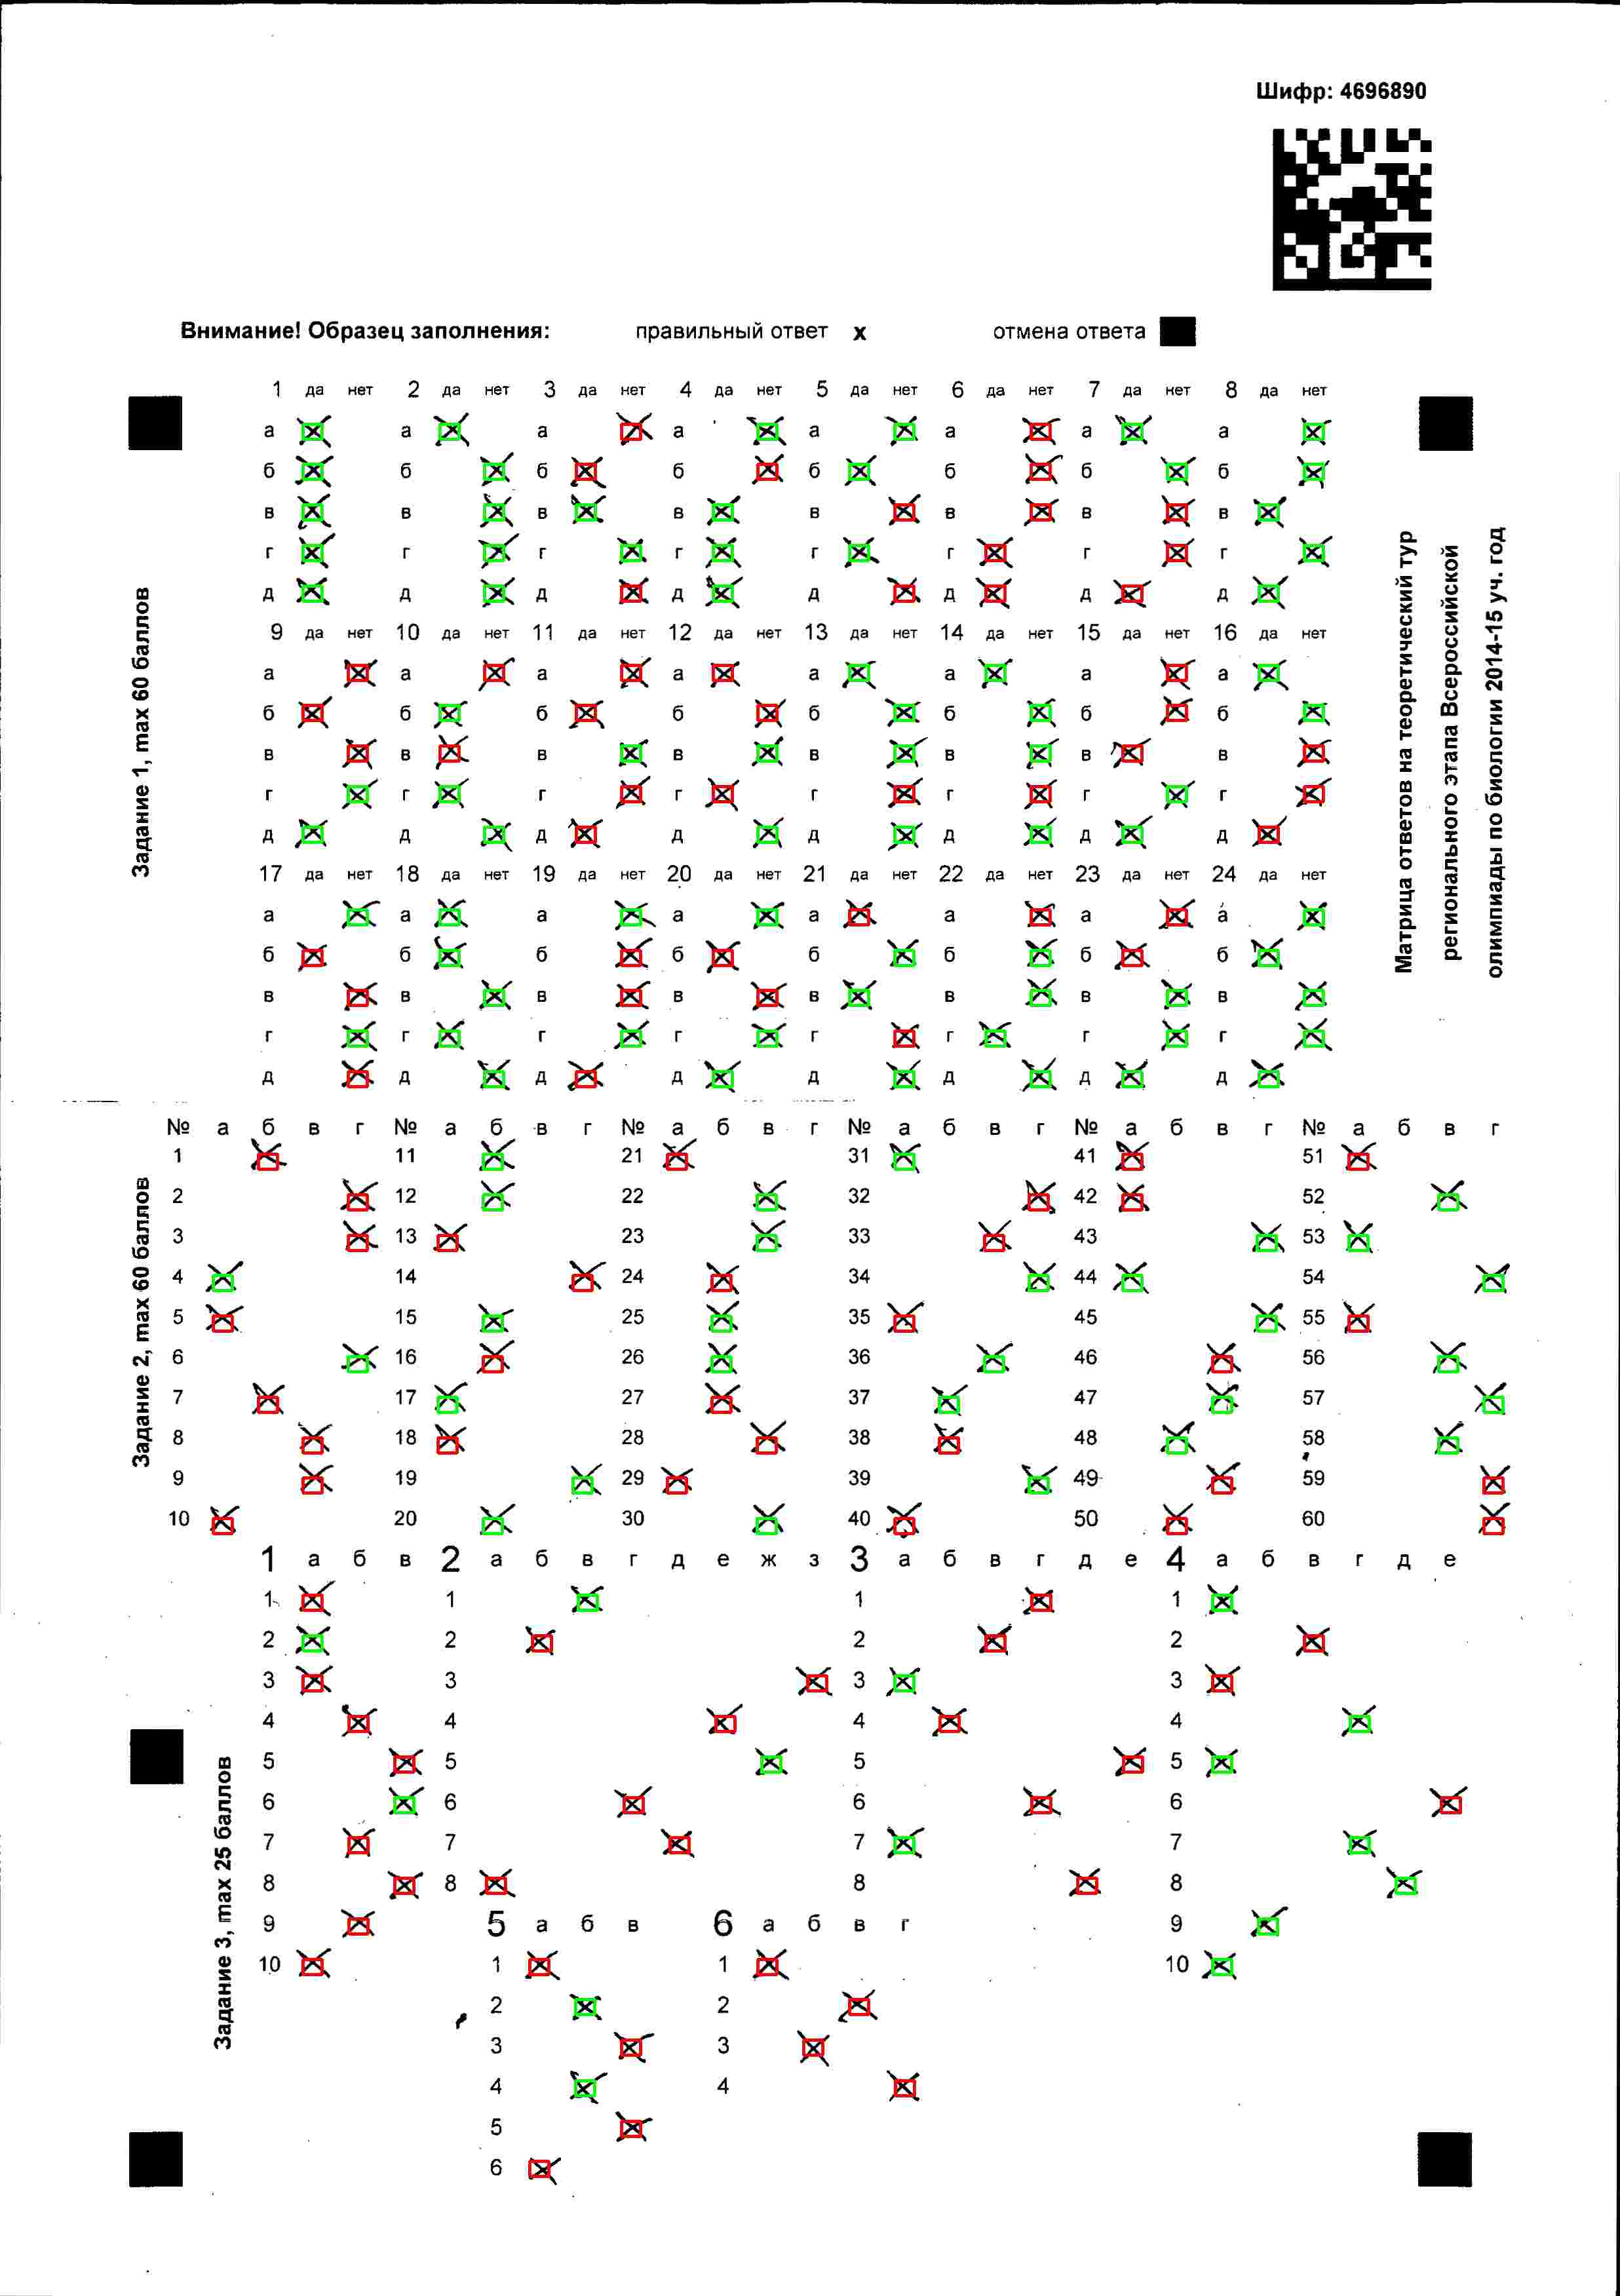 Шифр: 4696890
Внимание! Образец заполнения: правильный ответ x отмена ответа
1 да нет 2 да нет 3 да нет 4 да нет 5 да нет 6 да нет 7 да нет 8 да нет
а а а а а а а а
б б б б б б б б
в в в в в в в в
г г г г г г г г
д д д д д д д д
9 да нет 10 да нет 11 да нет 12 да нет 13 да нет 14 да нет 15 да нет 16 да нет
а а а а а а а а
б б б б б б б б
в в в в в в в в
г г г г г г г г
д д д д д д д д
17 да нет 18 да нет 19 да нет 20 да нет 21 да нет 22 да нет 23 да нет 24 да нет
а а а а а а а а
б б б б б б б б
в в в в в в в в
г г г г г г г г
д д д д д д д д
Задание 1, max 60 баллов
Матрица ответов на теоретический тур
регионального этапа Всероссийской
олимпиады по биологии 2014-15 уч. год
№ а б в г № а б в г № а б в г № а б в г № а б в г № а б в г
1 11 21 31 41 51
2 12 22 32 42 52
3 13 23 33 43 53
4 14 24 34 44 54
5 15 25 35 45 55
6 16 26 36 46 56
7 17 27 37 47 57
8 18 28 38 48 58
9 19 29 39 49 59
10 20 30 40 50 60
Задание 2, max 60 баллов
1 а б в 2 а б в г д е ж з 3 а б в г д е 4 а б в г д е
1 1 1 1
2 2 2 2
3 3 3 3
4 4 4 4
5 5 5 5
6 6 6 6
7 7 7 7
8 8 8 8
9 5 а б в 6 а б в г 9
10 1 1 10
2 2
3 3
4 4
5
6
Задание 3, max 25 баллов